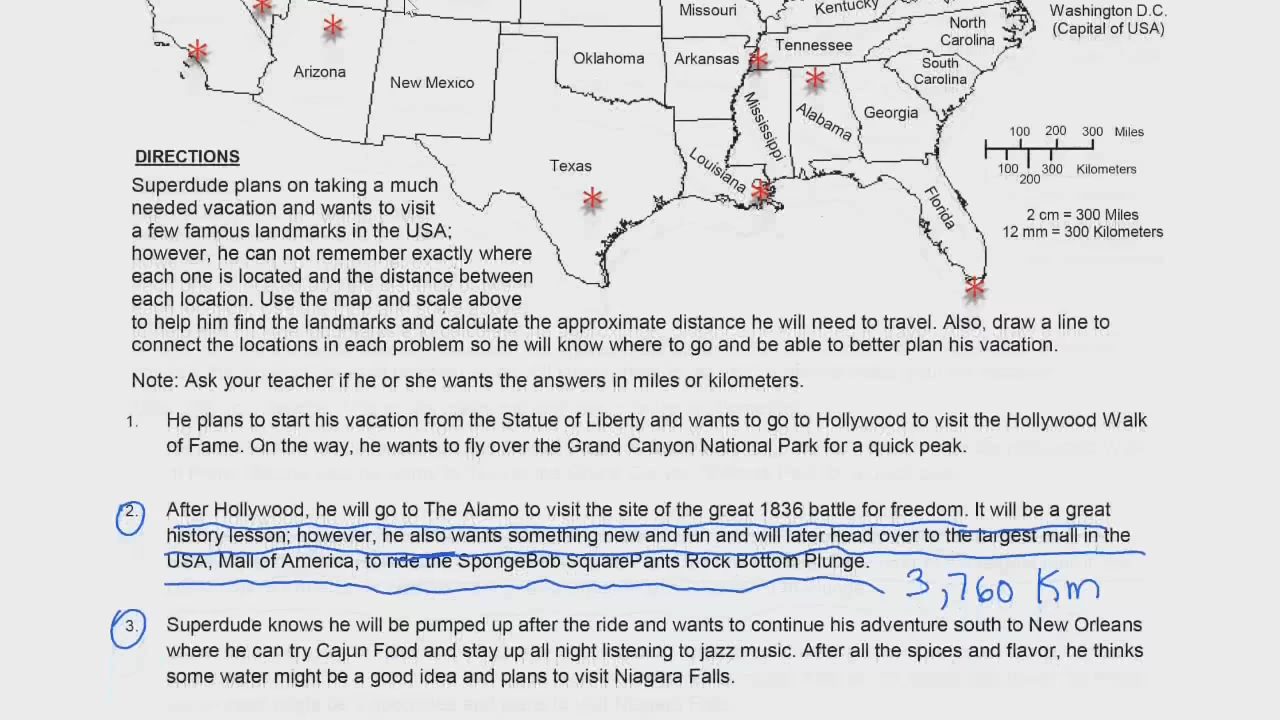 Missouri
Kentucky
Washington D.C.
(Capital of USA)
North
Carolina
Tennessee
Oklahoma
Arkansas
Arizona
New Mexico
South
Carolina
Mississippi
Alabama
Georgia
100 200 300 Miles
100 300 Kilometers
200
Texas
Louisiana
Florida
2 cm = 300 Miles
12 mm = 300 Kilometers
DIRECTIONS
Superdude plans on taking a much
needed vacation and wants to visit
a few famous landmarks in the USA;
however, he can not remember exactly where
each one is located and the distance between
each location. Use the map and scale above
to help him find the landmarks and calculate the approximate distance he will need to travel. Also, draw a line to
connect the locations in each problem so he will know where to go and be able to better plan his vacation.
Note: Ask your teacher if he or she wants the answers in miles or kilometers.
1. He plans to start his vacation from the Statue of Liberty and wants to go to Hollywood to visit the Hollywood Walk
of Fame. On the way, he wants to fly over the Grand Canyon National Park for a quick peak.
2. After Hollywood, he will go to The Alamo to visit the site of the great 1836 battle for freedom. It will be a great
history lesson; however, he also wants something new and fun and will later head over to the largest mall in the
USA, Mall of America, to ride the SpongeBob SquarePants Rock Bottom Plunge.
3,760 Km
3. Superdude knows he will be pumped up after the ride and wants to continue his adventure south to New Orleans
where he can try Cajun Food and stay up all night listening to jazz music. After all the spices and flavor, he thinks
some water might be a good idea and plans to visit Niagara Falls.